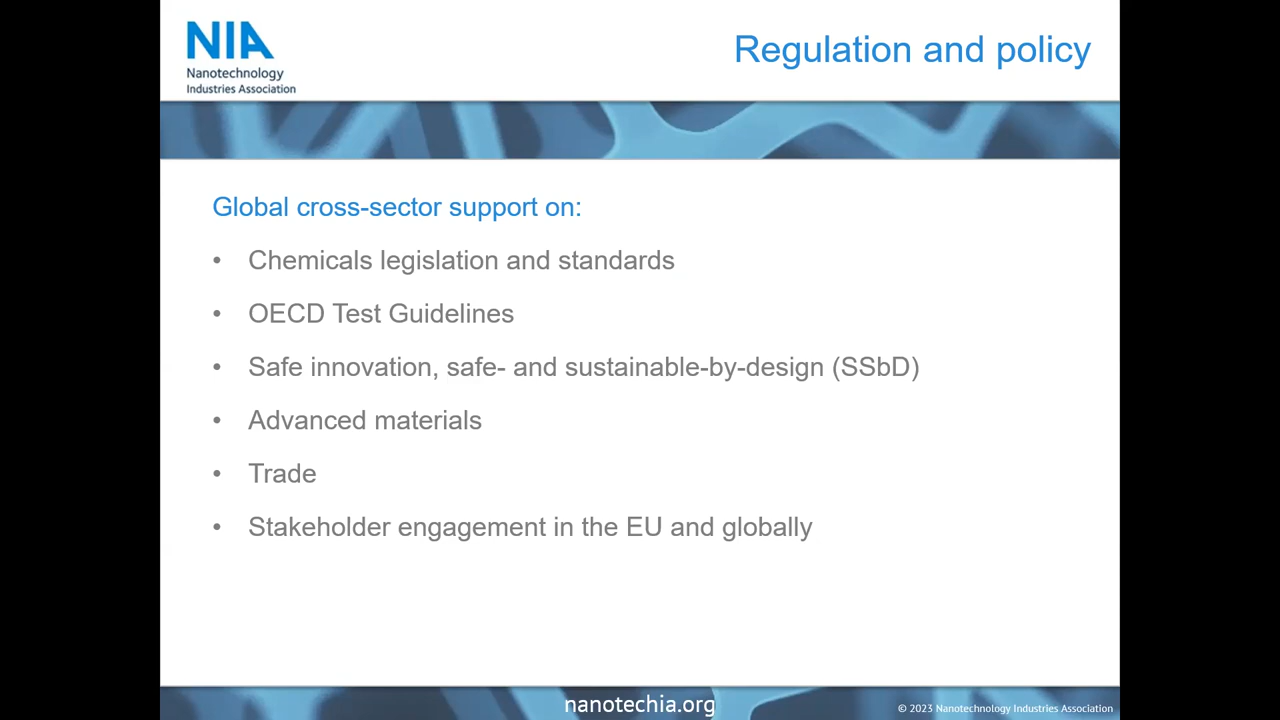 NIA
Nanotechnology
Industries Association
Regulation and policy
Global cross-sector support on:
• Chemicals legislation and standards
• OECD Test Guidelines
• Safe innovation, safe- and sustainable-by-design (SSbD)
• Advanced materials
• Trade
• Stakeholder engagement in the EU and globally
nanotechia.org
© 2023 Nanotechnology Industries Association